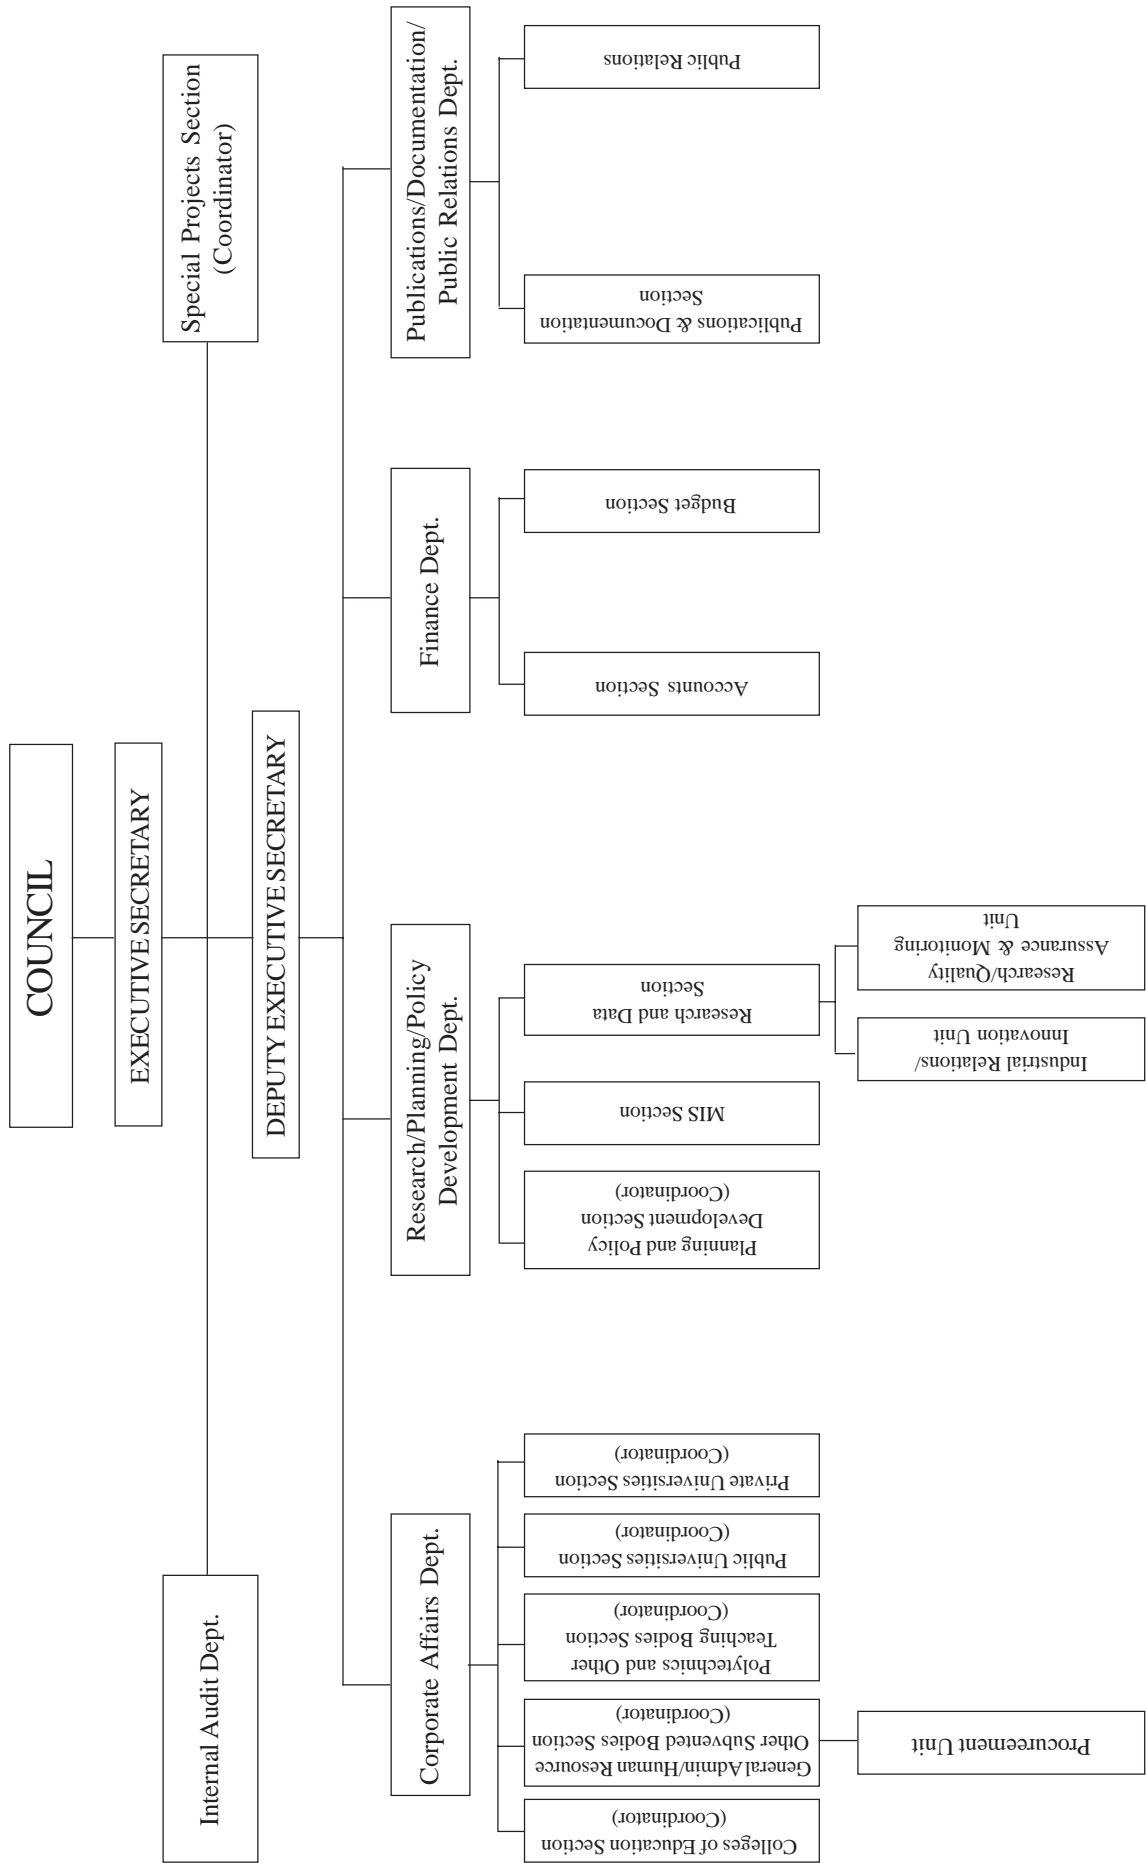 COUNCIL
EXECUTIVE SECRETARY
Internal Audit Dept.
Special Projects Section
(Coordinator)
DEPUTY EXECUTIVE SECRETARY
Corporate Affairs Dept.
Research/Planning/Policy
Development Dept.
Finance Dept.
Publications/Documentation/
Public Relations Dept.
Colleges of Education Section
(Coordinator)
General Admin/Human Resource
Other Subvented Bodies Section
(Coordinator)
Polytechnics and Other
Teaching Bodies Section
(Coordinator)
Public Universities Section
(Coordinator)
Private Universities Section
(Coordinator)
Planning and Policy
Development Section
(Coordinator)
MIS Section
Research and Data
Section
Accounts Section
Budget Section
Publications & Documentation
Section
Public Relations
Procureement Unit
Industrial Relations/
Innovation Unit
Research/Quality
Assurance & Monitoring
Unit